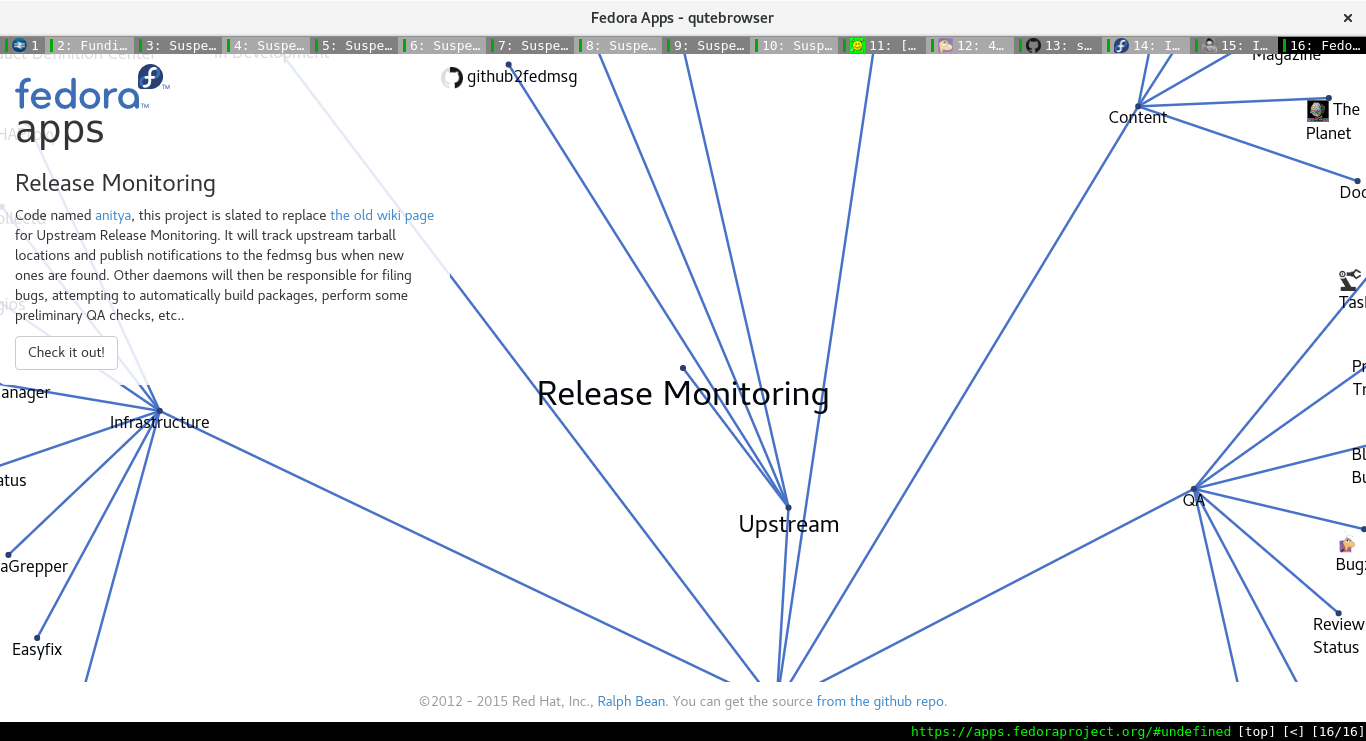 Fedora Apps - qutebrowser
1 2: Fundi… 3: Suspe… 4: Suspe… 5: Suspe… 6: Suspe… 7: Suspe… 8: Suspe… 9: Suspe… 10: Susp… 11: [… 12: 4… 13: s… 14: I… 15: I… 16: Fedo…
in Development
Magazine
fedora™
apps
github2fedmsg
Content
The
Planet
Release Monitoring
Code named anitya, this project is slated to replace the old wiki page
for Upstream Release Monitoring. It will track upstream tarball
locations and publish notifications to the fedmsg bus when new
ones are found. Other daemons will then be responsible for filing
bugs, attempting to automatically build packages, perform some
preliminary QA checks, etc..
Check it out!
Doc
Tas
Pr
Tr
anager
Release Monitoring
Infrastructure
Bl
Bu
atus
QA
Upstream
aGrepper
Bugz
Review
Status
Easyfix
©2012 - 2015 Red Hat, Inc., Ralph Bean. You can get the source from the github repo.
https://apps.fedoraproject.org/#undefined [top] [<] [16/16]